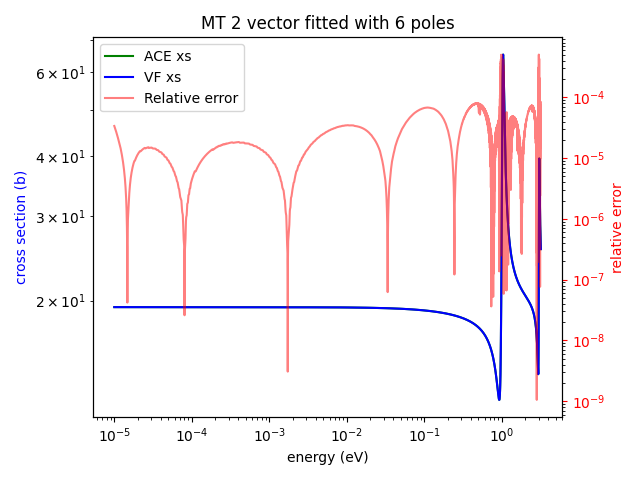 MT 2 vector fitted with 6 poles
ACE xs
VF xs
Relative error
6 × 10¹
4 × 10¹
3 × 10¹
2 × 10¹
cross section (b)
10⁻⁴
10⁻⁵
10⁻⁶
10⁻⁷
10⁻⁸
10⁻⁹
relative error
10⁻⁵ 10⁻⁴ 10⁻³ 10⁻² 10⁻¹ 10⁰
energy (eV)